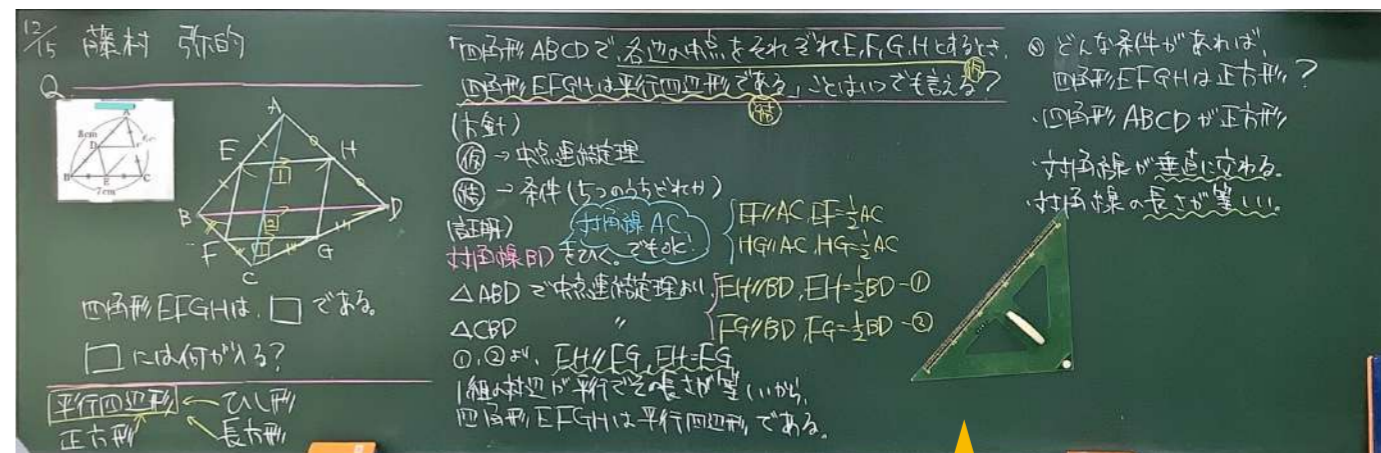 12/15 藤村 弥的
Q.
A
8cm
D
B
E
C
7cm
A
E
H
1
B
D
2
F
1
G
C
四角形EFGHは、□である。
□には何が入る?
平行四辺形 ← ひし形
正方形
長方形
「四角形ABCDで、各辺の中点をそれぞれE,F,G,Hとするとき、
仮
四角形EFGHは平行四辺形である」ことはいつでも言える?
結
(方針)
仮→中点連結定理
結→条件(5つのうちどれか)
(証明)
対角線BDをひく。
対角線AC
でもOK!
EF//AC, EF=1/2AC
HG//AC, HG=1/2AC
△ABDで中点連結定理より、EH//BD, EH=1/2BD-①
△CBD 〃 FG//BD, FG=1/2BD-②
①,②より、EH//FG, EH=FG
1組の対辺が平行でその長さが等しいから、
四角形EFGHは平行四辺形である。
どんな条件があれば、
四角形EFGHは正方形?
・四角形ABCDが正方形
・対角線が垂直に交わる。
・対角線の長さが等しい。